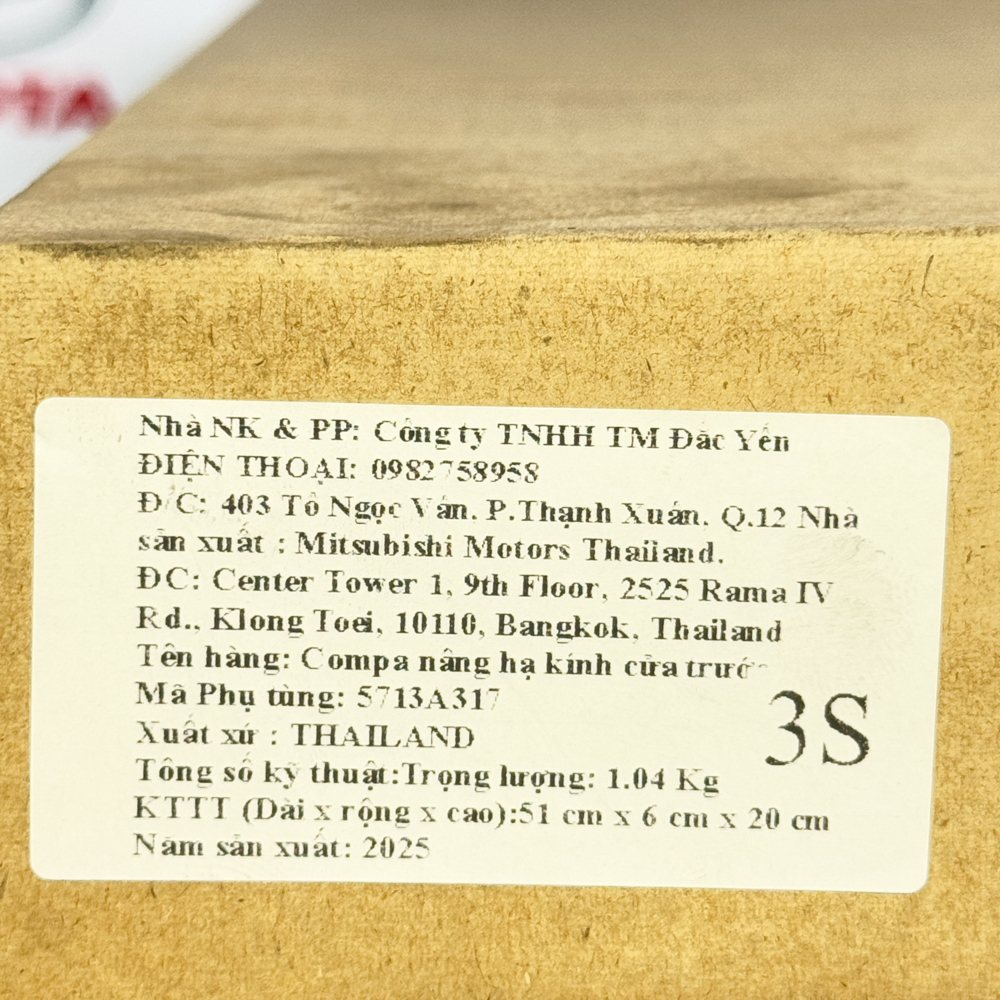 OTA
Nhà NK & PP: Công ty TNHH TM Đắc Yến
ĐIỆN THOẠI: 0982758958
Đ/C: 403 Tô Ngọc Vân. P.Thạnh Xuân. Q.12 Nhà
sản xuất : Mitsubishi Motors Thailand.
ĐC: Center Tower 1, 9th Floor, 2525 Rama IV
Rd., Klong Toei, 10110, Bangkok, Thailand
Tên hàng: Compa nâng hạ kính cửa trước
Mã Phụ tùng: 5713A317
Xuất xứ : THAILAND
3S
Tông số kỹ thuật:Trọng lượng: 1.04 Kg
KTTT (Dài x rộng x cao):51 cm x 6 cm x 20 cm
Năm sản xuất: 2025